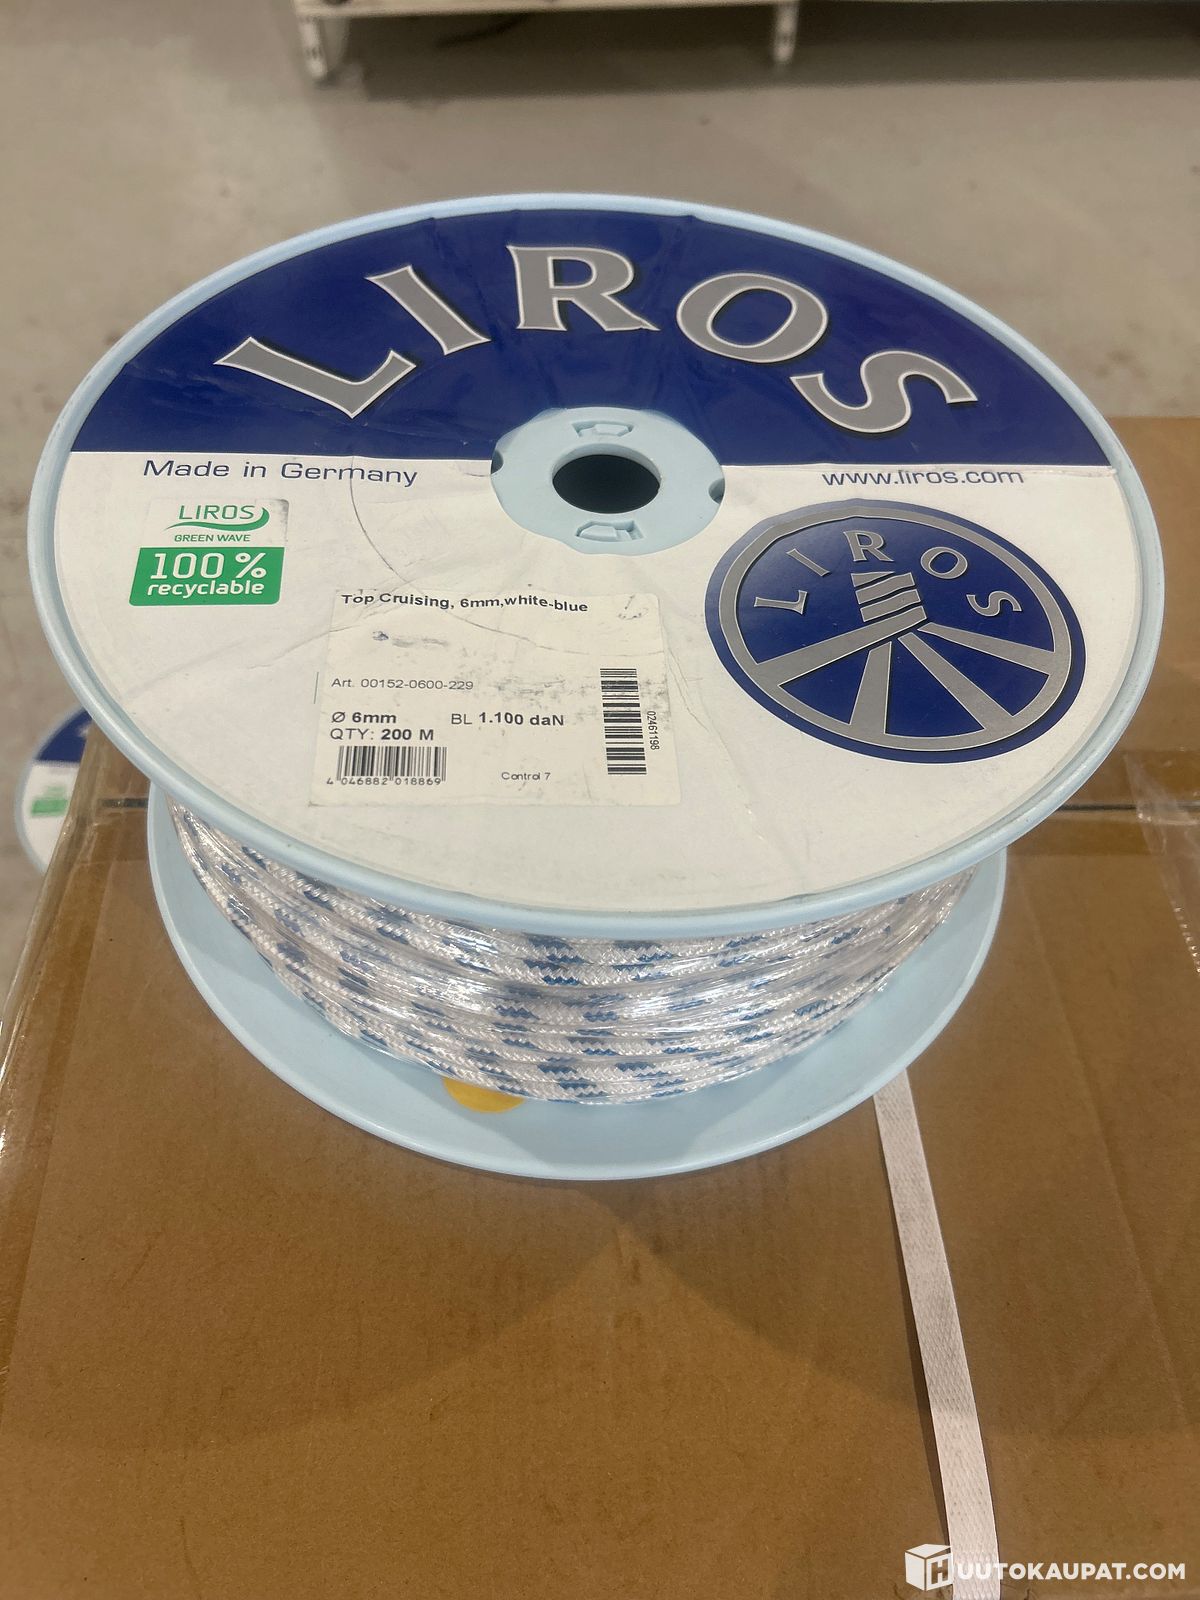 LIROS
Made in Germany
www.liros.com
LIROS
GREEN WAVE
100%
recyclable
LIROS
Top Cruising, 6mm,white-blue
Art. 00152-0600-229
Ø 6mm BL 1.100 daN
QTY: 200 M
4 046882 018869
Control 7
02461198
HUUTOKAUPAT.COM